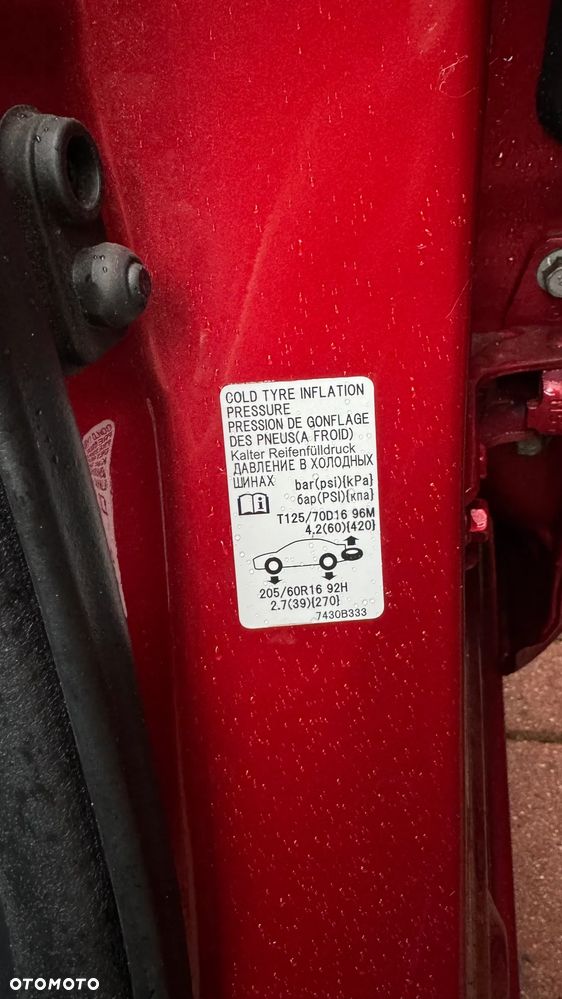 COLD TYRE INFLATION
PRESSURE
PRESSION DE GONFLAGE
DES PNEUS(A FROID)
Kalter Reifenfülldruck
ДАВЛЕНИЕ В ХОЛОДНЫХ
ШИНАХ bar(psi){kPa}
бар(PSI){кпа}
T125/70D16 96M
4,2(60){420}
205/60R16 92H
2.7(39){270}
7430B333
OTOMOTO